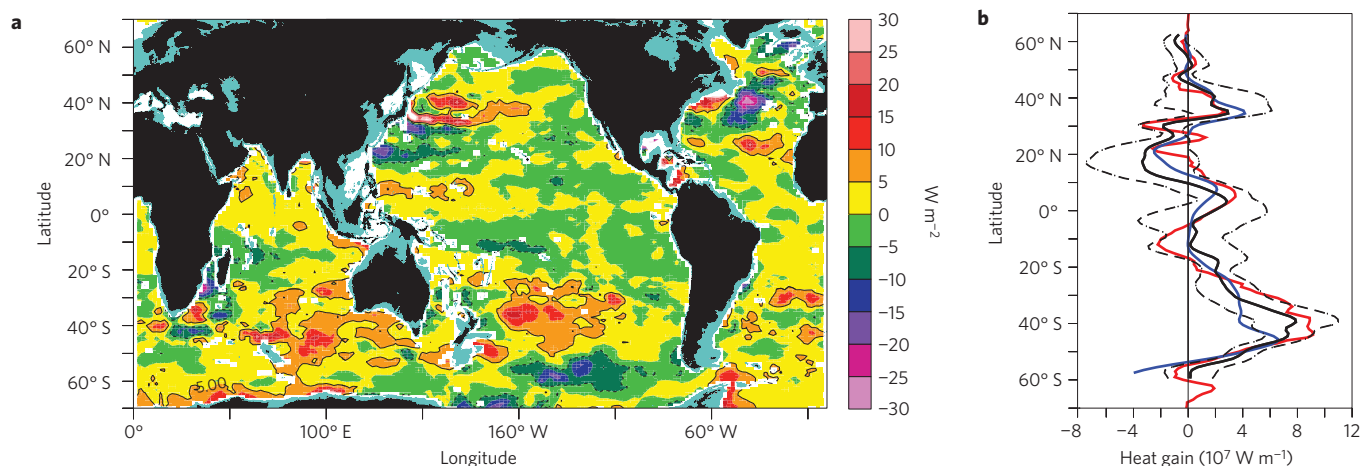 a
60° N
40° N
20° N
0°
20° S
40° S
60° S
Latitude
5.00
0°
100° E
160° W
60° W
Longitude
30
25
20
15
10
5
0
−5
−10
−15
−20
−25
−30
W m−2
b
60° N
40° N
20° N
0°
20° S
40° S
60° S
Latitude
−8
−4
0
4
8
12
Heat gain (10⁷ W m⁻¹)